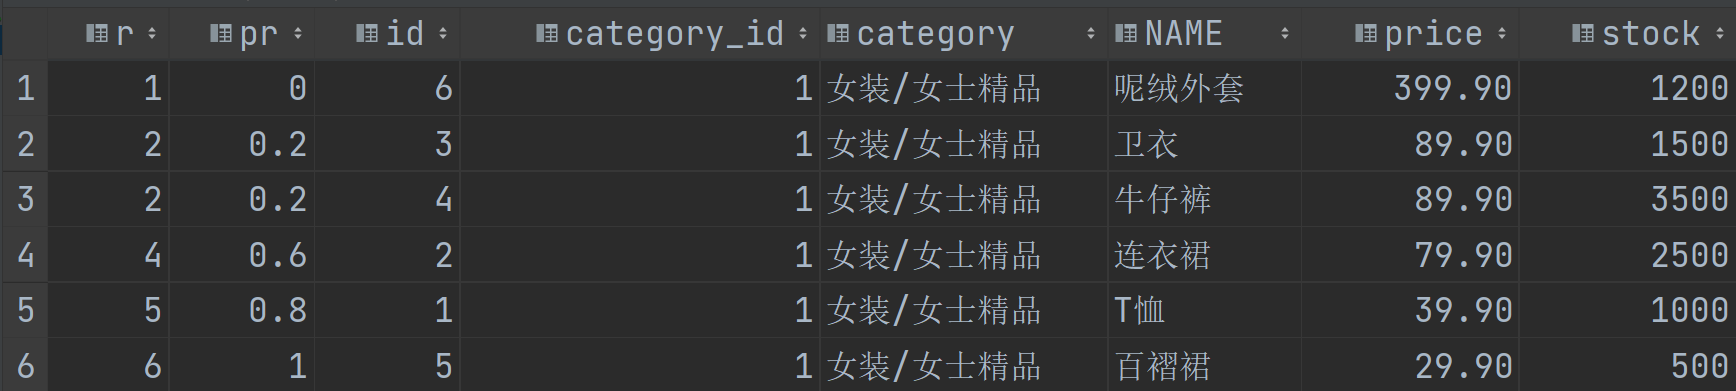 r pr id category_id category NAME price stock
1 1 0 6 1 女装/女士精品 呢绒外套 399.90 1200
2 2 0.2 3 1 女装/女士精品 卫衣 89.90 1500
3 2 0.2 4 1 女装/女士精品 牛仔裤 89.90 3500
4 4 0.6 2 1 女装/女士精品 连衣裙 79.90 2500
5 5 0.8 1 1 女装/女士精品 T恤 39.90 1000
6 6 1 5 1 女装/女士精品 百褶裙 29.90 500